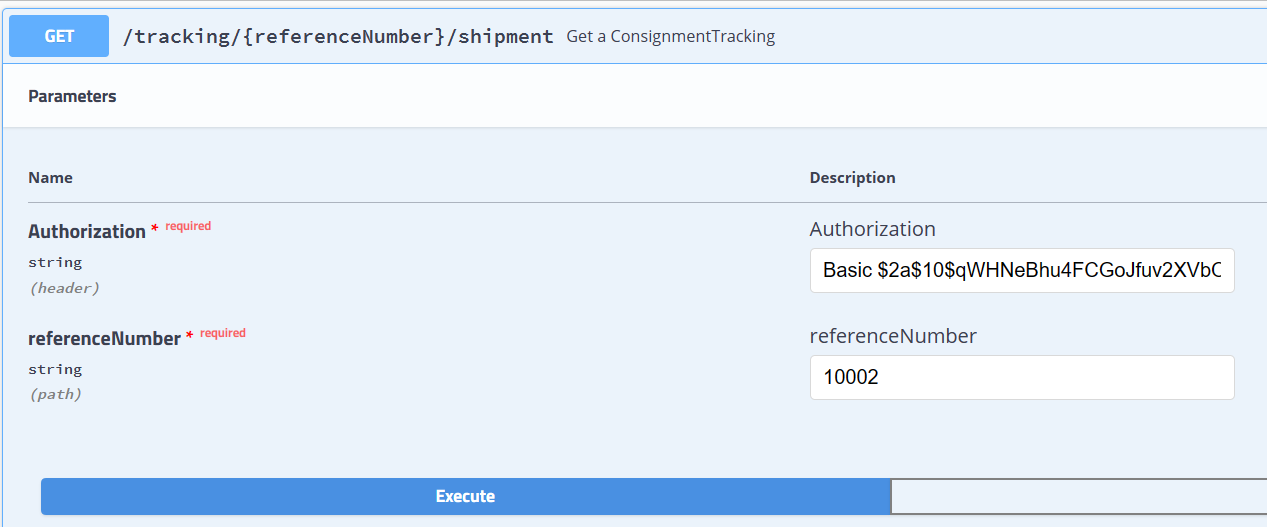 GET /tracking/{referenceNumber}/shipment Get a ConsignmentTracking
Parameters
Name Description
Authorization * required Authorization
string Basic $2a$10$qWHNeBhu4FCGoJfuv2XVbC
(header)
referenceNumber * required referenceNumber
string 10002
(path)
Execute